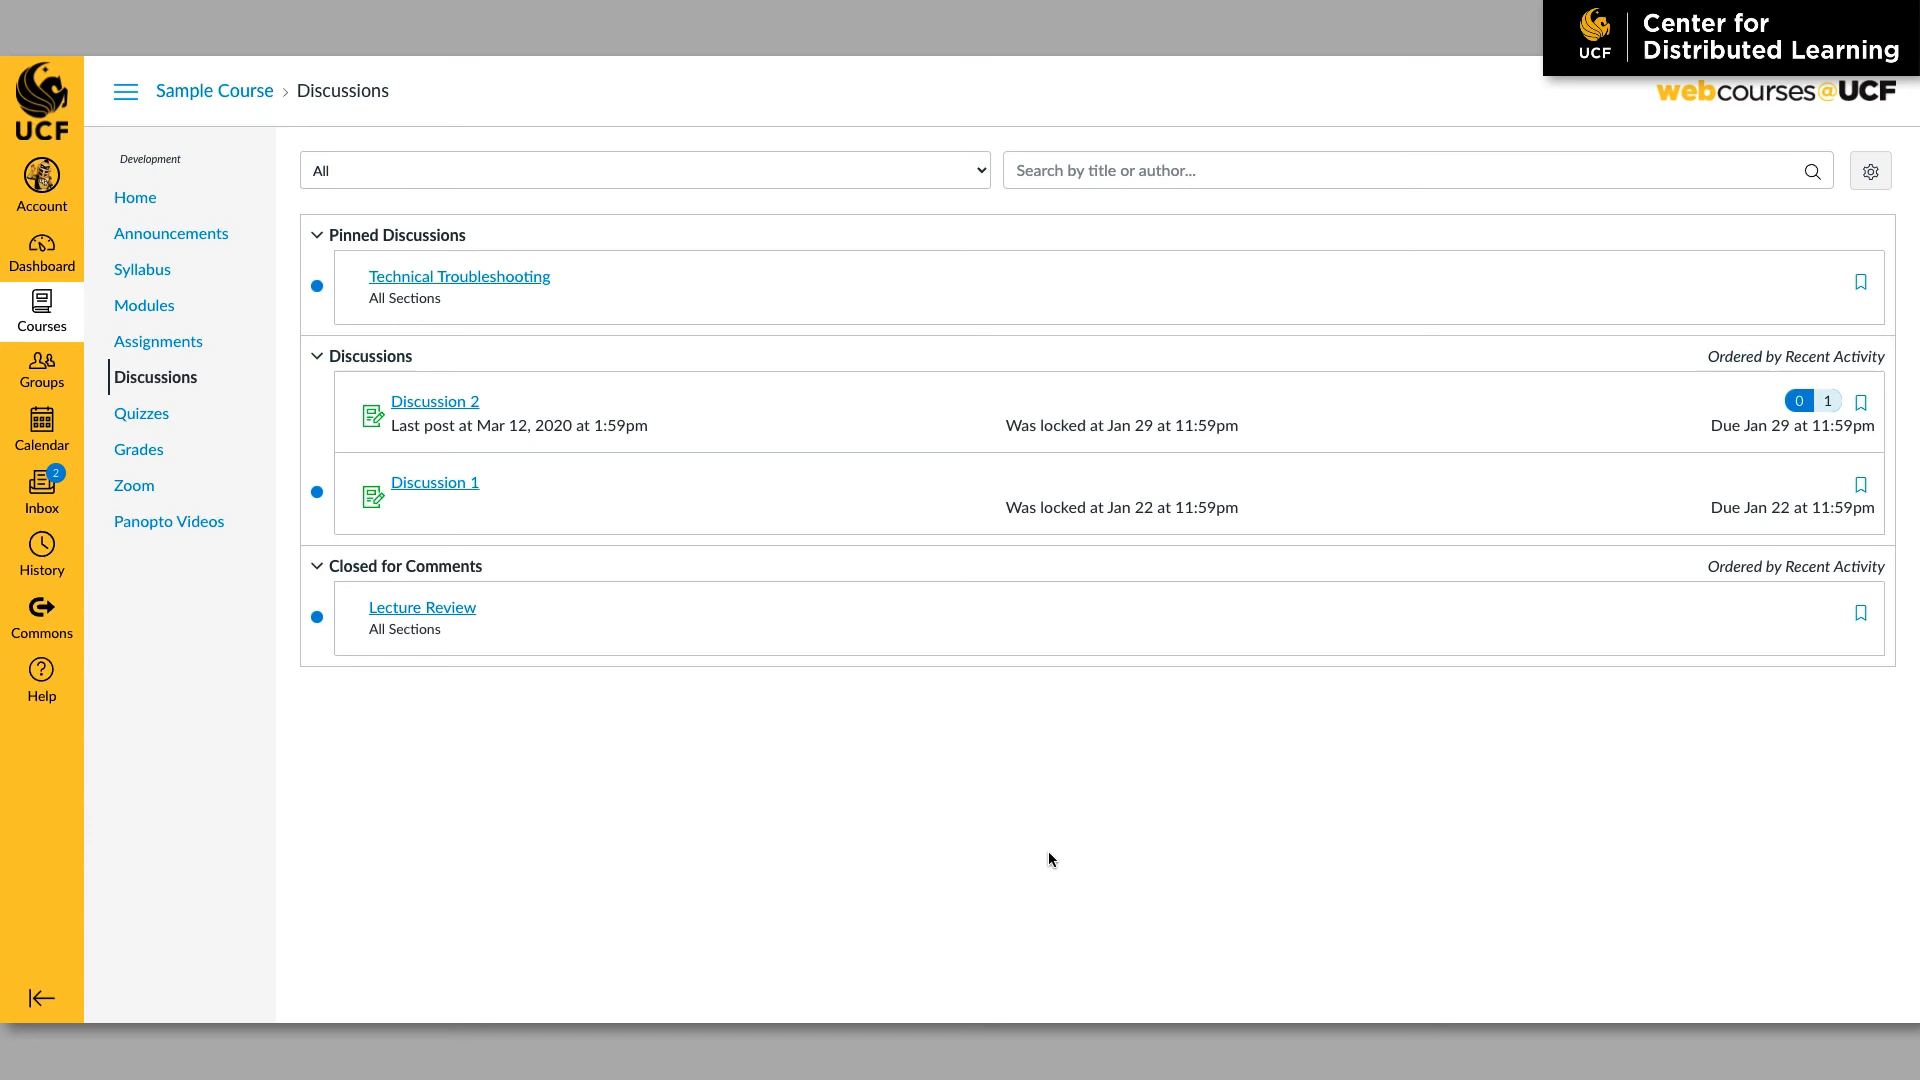 UCF
Center for
Distributed Learning
UCF
Sample Course > Discussions
webcourses@UCF
Account
Dashboard
Courses
Groups
Calendar
2
Inbox
History
Commons
Help
Development
Home
Announcements
Syllabus
Modules
Assignments
Discussions
Quizzes
Grades
Zoom
Panopto Videos
All
Search by title or author...
Pinned Discussions
Technical Troubleshooting
All Sections
Discussions
Ordered by Recent Activity
Discussion 2
0 1
Last post at Mar 12, 2020 at 1:59pm
Was locked at Jan 29 at 11:59pm
Due Jan 29 at 11:59pm
Discussion 1
Was locked at Jan 22 at 11:59pm
Due Jan 22 at 11:59pm
Closed for Comments
Ordered by Recent Activity
Lecture Review
All Sections